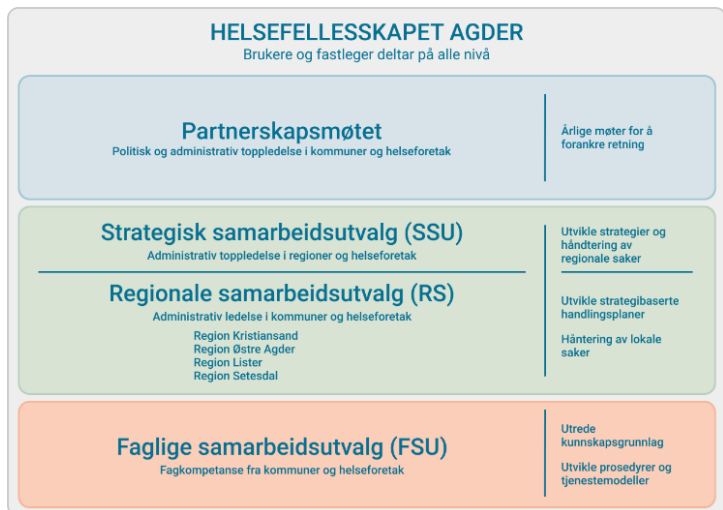 HELSEFELLESSKAPET AGDER
Brukere og fastleger deltar på alle nivå
Partnerskapsmøtet
Politisk og administrativ toppledelse i kommuner og helseforetak
Årlige møter for å
forankre retning
Strategisk samarbeidsutvalg (SSU)
Administrativ toppledelse i regioner og helseforetak
Utvikle strategier og
håndtering av
regionale saker
Regionale samarbeidsutvalg (RS)
Administrativ ledelse i kommuner og helseforetak
Region Kristiansand
Region Østre Agder
Region Lister
Region Setesdal
Utvikle strategibaserte
handlingsplaner
Håntering av lokale
saker
Faglige samarbeidsutvalg (FSU)
Fagkompetanse fra kommuner og helseforetak
Utrede
kunnskapsgrunnlag
Utvikle prosedyrer og
tjenestemodeller